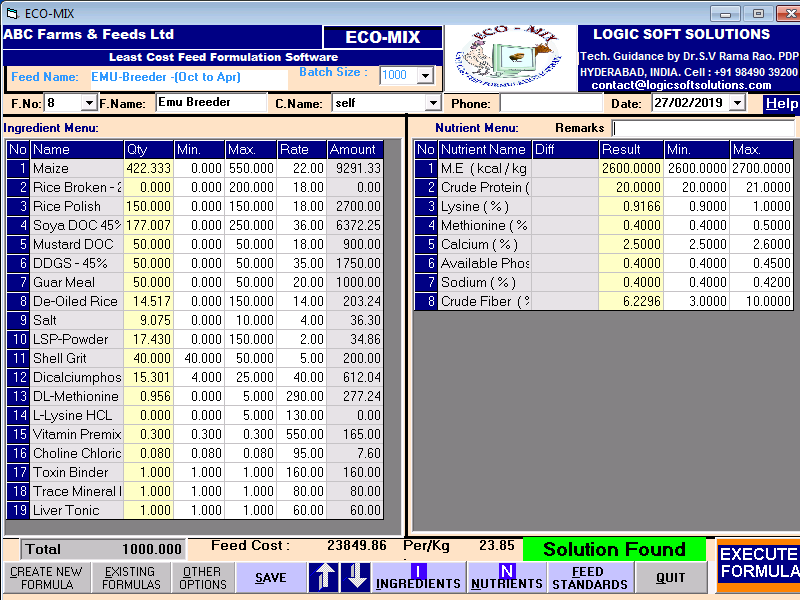 ECO-MIX
ABC Farms & Feeds Ltd
ECO-MIX
Least Cost Feed Formulation Software
LOGIC SOFT SOLUTIONS
Tech. Guidance by Dr.S.V Rama Rao. PDP
HYDERABAD, INDIA. Cell : +91 98490 39200
contact@logicsoftsolutions.com
ECO - MIX
Feed Name: EMU-Breeder -(Oct to Apr) Batch Size : 1000
F.No: 8 F.Name: Emu Breeder C.Name: self Phone: Date: 27/02/2019 Help
Ingredient Menu:
No Name Qty Min. Max. Rate Amount
1 Maize 422.333 0.000 550.000 22.00 9291.33
2 Rice Broken - 2 0.000 0.000 200.000 18.00 0.00
3 Rice Polish 150.000 0.000 150.000 18.00 2700.00
4 Soya DOC 45% 177.007 0.000 250.000 36.00 6372.25
5 Mustard DOC 50.000 0.000 50.000 18.00 900.00
6 DDGS - 45% 50.000 0.000 50.000 35.00 1750.00
7 Guar Meal 50.000 0.000 50.000 20.00 1000.00
8 De-Oiled Rice 14.517 0.000 150.000 14.00 203.24
9 Salt 9.075 0.000 10.000 4.00 36.30
10 LSP-Powder 17.430 0.000 150.000 2.00 34.86
11 Shell Grit 40.000 40.000 50.000 5.00 200.00
12 Dicalciumphos 15.301 4.000 25.000 40.00 612.04
13 DL-Methionine 0.956 0.000 5.000 290.00 277.24
14 L-Lysine HCL 0.000 0.000 5.000 130.00 0.00
15 Vitamin Premix 0.300 0.300 0.300 550.00 165.00
16 Choline Chloric 0.080 0.080 0.080 95.00 7.60
17 Toxin Binder 1.000 1.000 1.000 160.00 160.00
18 Trace Mineral 1.000 1.000 1.000 80.00 80.00
19 Liver Tonic 1.000 1.000 1.000 60.00 60.00
Nutrient Menu: Remarks
No Nutrient Name Diff Result Min. Max.
1 M.E ( kcal / kg 2600.0000 2600.0000 2700.0000
2 Crude Protein ( 20.0000 20.0000 21.0000
3 Lysine ( % ) 0.9166 0.9000 1.0000
4 Methionine ( % 0.4000 0.4000 0.5000
5 Calcium ( % ) 2.5000 2.5000 2.6000
6 Available Phos 0.4000 0.4000 0.4500
7 Sodium ( % ) 0.4000 0.4000 0.4200
8 Crude Fiber ( % 6.2296 3.0000 10.0000
Total 1000.000 Feed Cost : 23849.86 Per/Kg 23.85 Solution Found
CREATE NEW FORMULA
EXISTING FORMULAS
OTHER OPTIONS
SAVE
I INGREDIENTS
N NUTRIENTS
FEED STANDARDS
QUIT
EXECUTE FORMULA